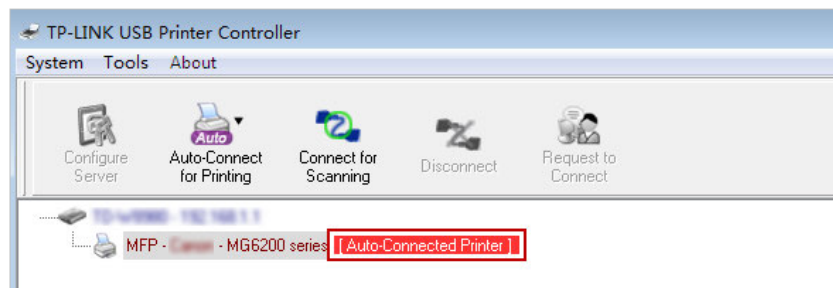 TP-LINK USB Printer Controller
System Tools About
Auto
Configure Server
Auto-Connect for Printing
Connect for Scanning
Disconnect
Request to Connect
MFP - - MG6200 series [ Auto-Connected Printer ]